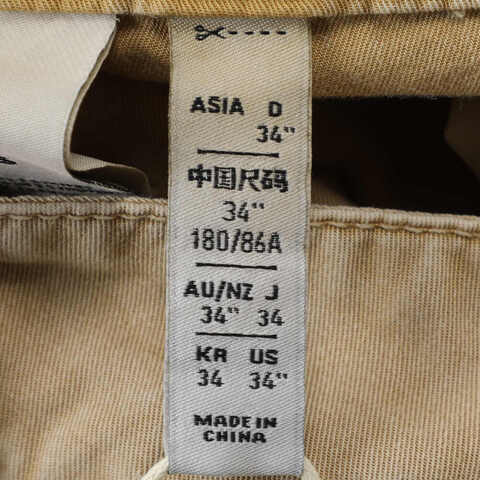 ASIA D
34"
中国尺码
34"
180/86A
AU/NZ J
34" 34
KR US
34 34"
MADE IN
CHINA